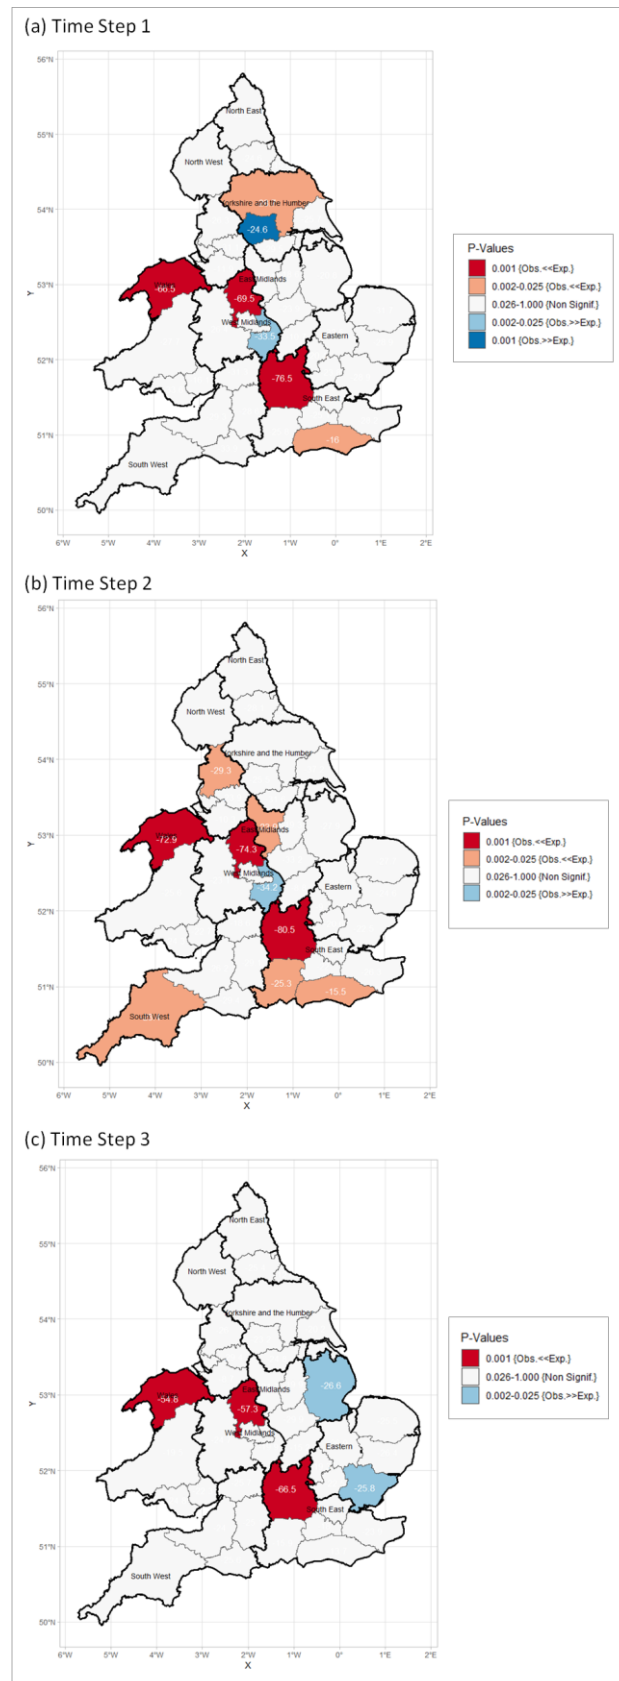 (a) Time Step 1
56°N
North East
55°N
North West
54°N
Yorkshire and the Humber
-24.6
53°N
-66.5
East Midlands
-69.5
Y
P-Values
0.001 {Obs.<<Exp.}
0.002-0.025 {Obs.<<Exp.}
0.026-1.000 {Non Signif.}
0.002-0.025 {Obs.>>Exp.}
0.001 {Obs.>>Exp.}
West Midlands
-33.5
Eastern
52°N
-76.5
South East
51°N
-16
South West
50°N
6°W 5°W 4°W 3°W 2°W 1°W 0° 1°E 2°E
X
(b) Time Step 2
56°N
North East
55°N
North West
54°N
Yorkshire and the Humber
-29.3
53°N
-72.9
East Midlands
-74.3
Y
P-Values
0.001 {Obs.<<Exp.}
0.002-0.025 {Obs.<<Exp.}
0.026-1.000 {Non Signif.}
0.002-0.025 {Obs.>>Exp.}
West Midlands
-34.2
Eastern
52°N
-80.5
South East
51°N
-25.3
-15.5
South West
50°N
6°W 5°W 4°W 3°W 2°W 1°W 0° 1°E 2°E
X
(c) Time Step 3
56°N
North East
55°N
North West
54°N
Yorkshire and the Humber
53°N
-54.8
East Midlands
-57.3
-26.6
Y
P-Values
0.001 {Obs.<<Exp.}
0.026-1.000 {Non Signif.}
0.002-0.025 {Obs.>>Exp.}
West Midlands
Eastern
52°N
-66.5
-25.8
South East
51°N
South West
50°N
6°W 5°W 4°W 3°W 2°W 1°W 0° 1°E 2°E
X